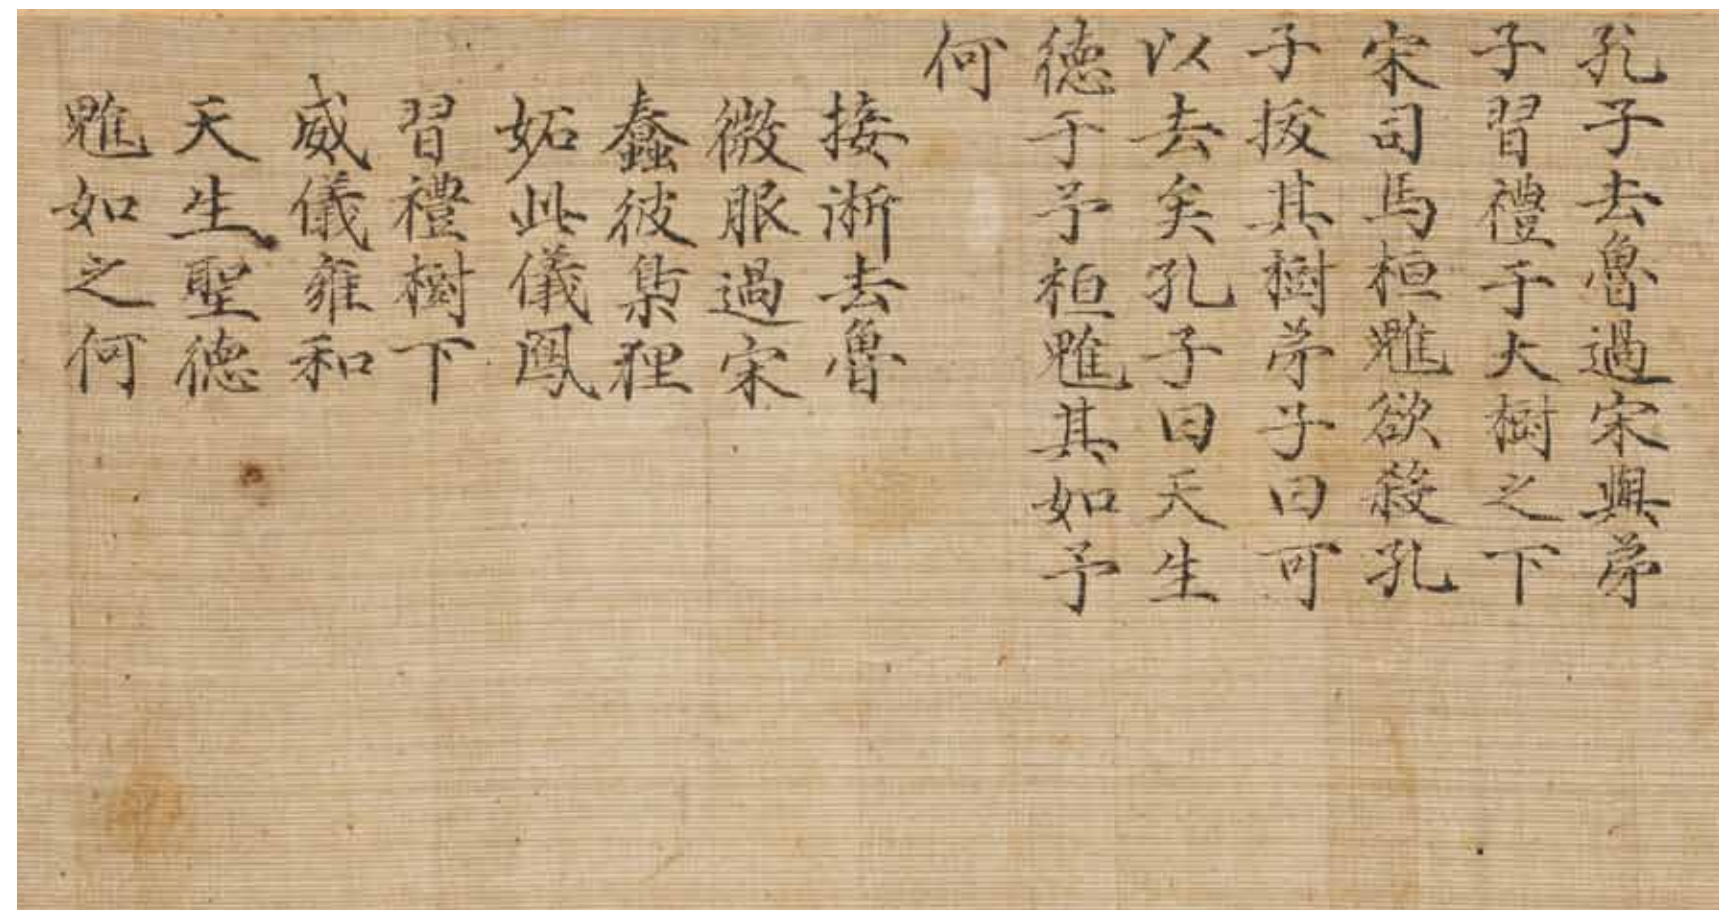 孔子去魯過宋與弟
子習禮于大樹之下
宋司馬桓魋欲殺孔
子拔其樹弟子曰可
以去矣孔子曰天生
德于予桓魋其如予
何
接淅去魯
微服過宋
蠢彼梟狸
妬此儀鳳
習禮樹下
威儀雍和
天生聖德
魋如之何